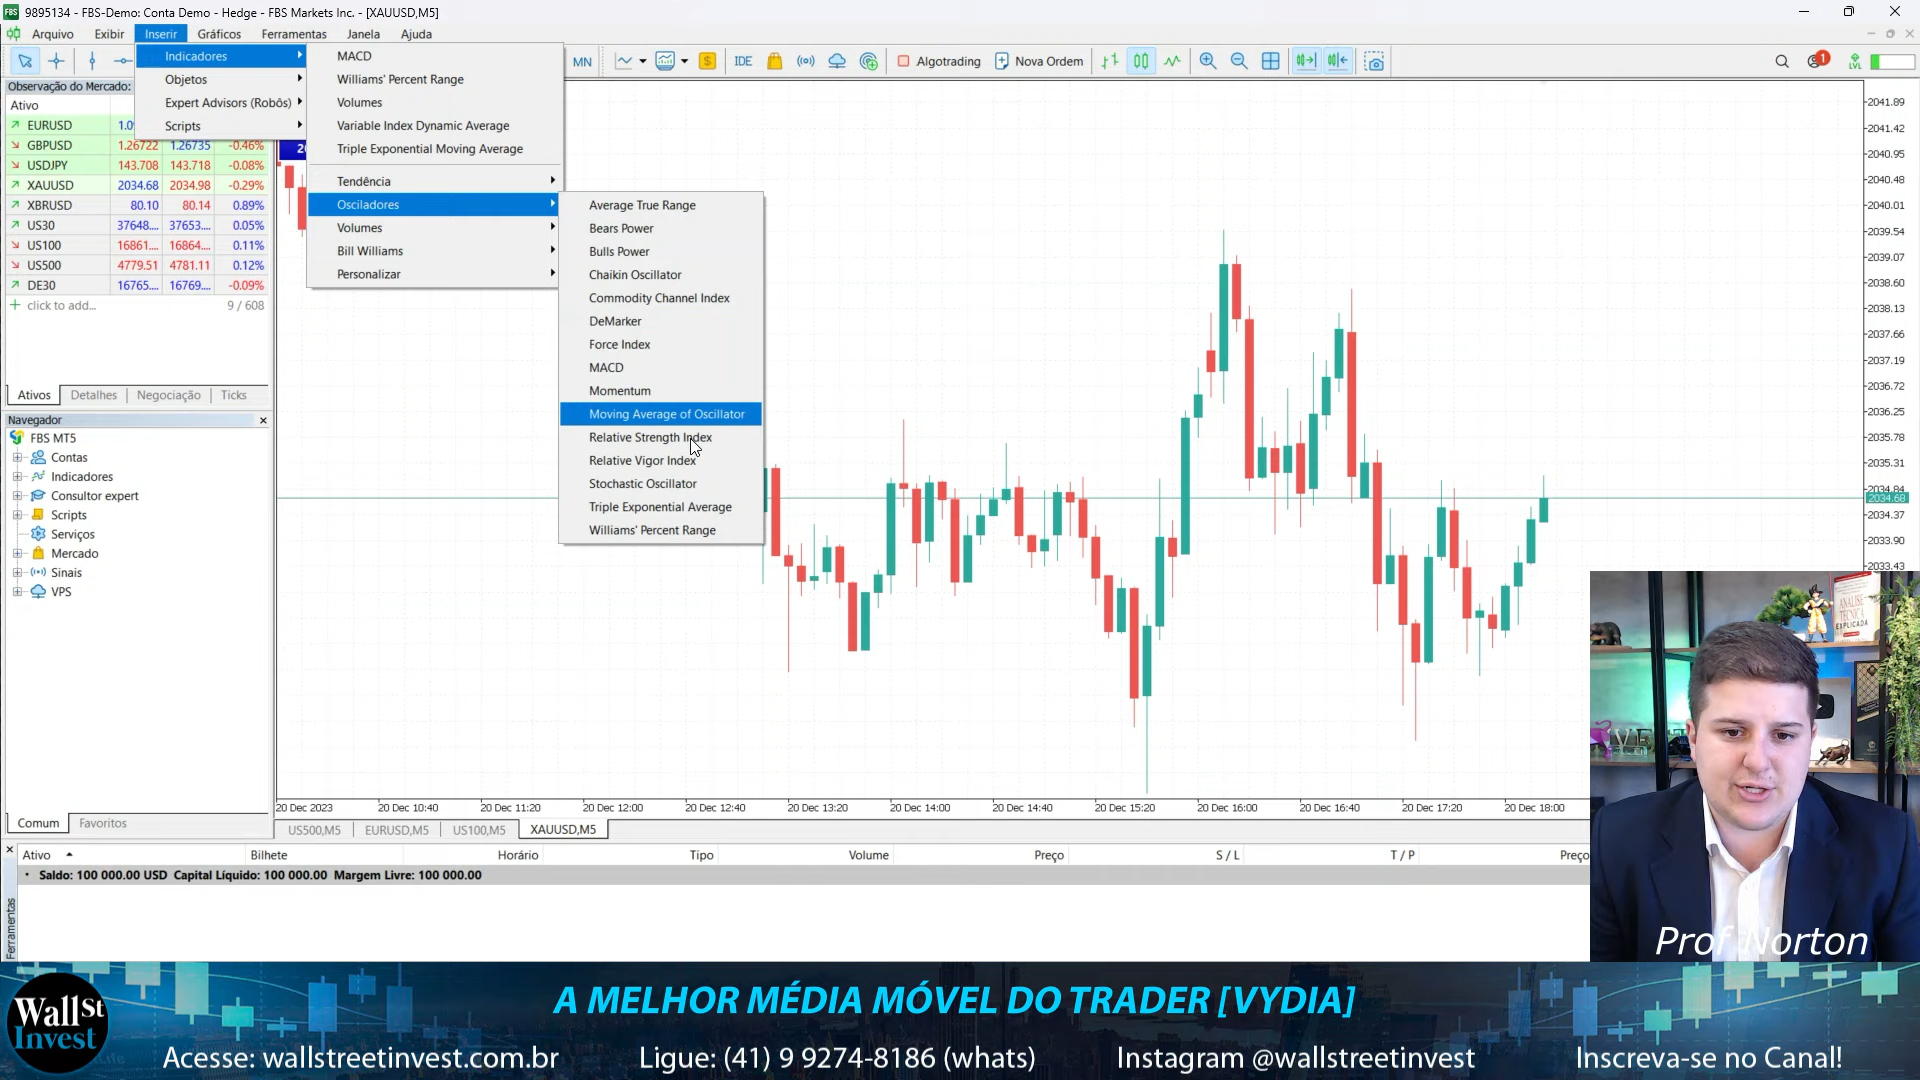 9895134 - FBS-Demo: Conta Demo - Hedge - FBS Markets Inc. - [XAUUSD,M5]
Arquivo Exibir Inserir Gráficos Ferramentas Janela Ajuda
MN IDE Algotrading Nova Ordem 1 LVL
Indicadores
Objetos
Expert Advisors (Robôs)
Scripts
MACD
Williams' Percent Range
Volumes
Variable Index Dynamic Average
Triple Exponential Moving Average
Tendência
Osciladores
Volumes
Bill Williams
Personalizar
Average True Range
Bears Power
Bulls Power
Chaikin Oscillator
Commodity Channel Index
DeMarker
Force Index
MACD
Momentum
Moving Average of Oscillator
Relative Strength Index
Relative Vigor Index
Stochastic Oscillator
Triple Exponential Average
Williams' Percent Range
Observação do Mercado:
Ativo
EURUSD
GBPUSD 1.26722 1.26735 -0.46%
USDJPY 143.708 143.718 -0.08%
XAUUSD 2034.68 2034.98 -0.29%
XBRUSD 80.10 80.14 0.89%
US30 37648.... 37653.... 0.05%
US100 16861.... 16864.... 0.11%
US500 4779.51 4781.11 0.12%
DE30 16765.... 16769.... -0.09%
click to add... 9 / 608
Ativos Detalhes Negociação Ticks
Navegador
FBS MT5
Contas
Indicadores
Consultor expert
Scripts
Serviços
Mercado
Sinais
VPS
Comum Favoritos
2041.89
2041.42
2040.95
2040.48
2040.01
2039.54
2039.07
2038.60
2038.13
2037.66
2037.19
2036.72
2036.25
2035.78
2035.31
2034.84
2034.68
2034.37
2033.90
2033.43
20 Dec 2023 20 Dec 10:40 20 Dec 11:20 20 Dec 12:00 20 Dec 12:40 20 Dec 13:20 20 Dec 14:00 20 Dec 14:40 20 Dec 15:20 20 Dec 16:00 20 Dec 16:40 20 Dec 17:20 20 Dec 18:00
US500,M5 EURUSD,M5 US100,M5 XAUUSD,M5
Ativo Bilhete Horário Tipo Volume Preço S / L T / P Preço
Saldo: 100 000.00 USD Capital Líquido: 100 000.00 Margem Livre: 100 000.00
Ferramentas
ANÁLISE
TÉCNICA
EXPLICADA
Prof Norton
Wall St
Invest
A MELHOR MÉDIA MÓVEL DO TRADER [VYDIA]
Acesse: wallstreetinvest.com.br Ligue: (41) 9 9274-8186 (whats) Instagram @wallstreetinvest Inscreva-se no Canal!